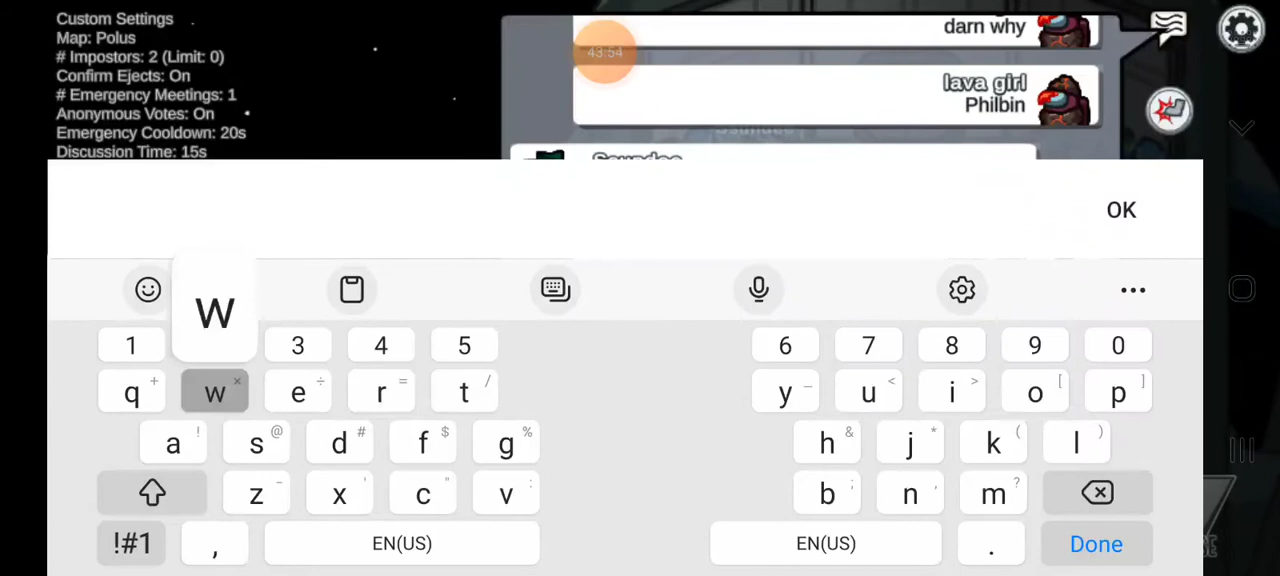 Custom Settings
Map: Polus
# Impostors: 2 (Limit: 0)
Confirm Ejects: On
# Emergency Meetings: 1
Anonymous Votes: On
Emergency Cooldown: 20s
Discussion Time: 15s
darn why
43:54
lava girl
Philbin
Ssundee
Ssundee
OK
W
1 3 4 5 6 7 8 9 0
q + w × e ÷ r = t / y _ u < i > o [ p ]
a ! s @ d # f $ g % h & j * k ( l )
z - x ' c " v : b ; n , m ?
!#1 , EN(US) EN(US) . Done